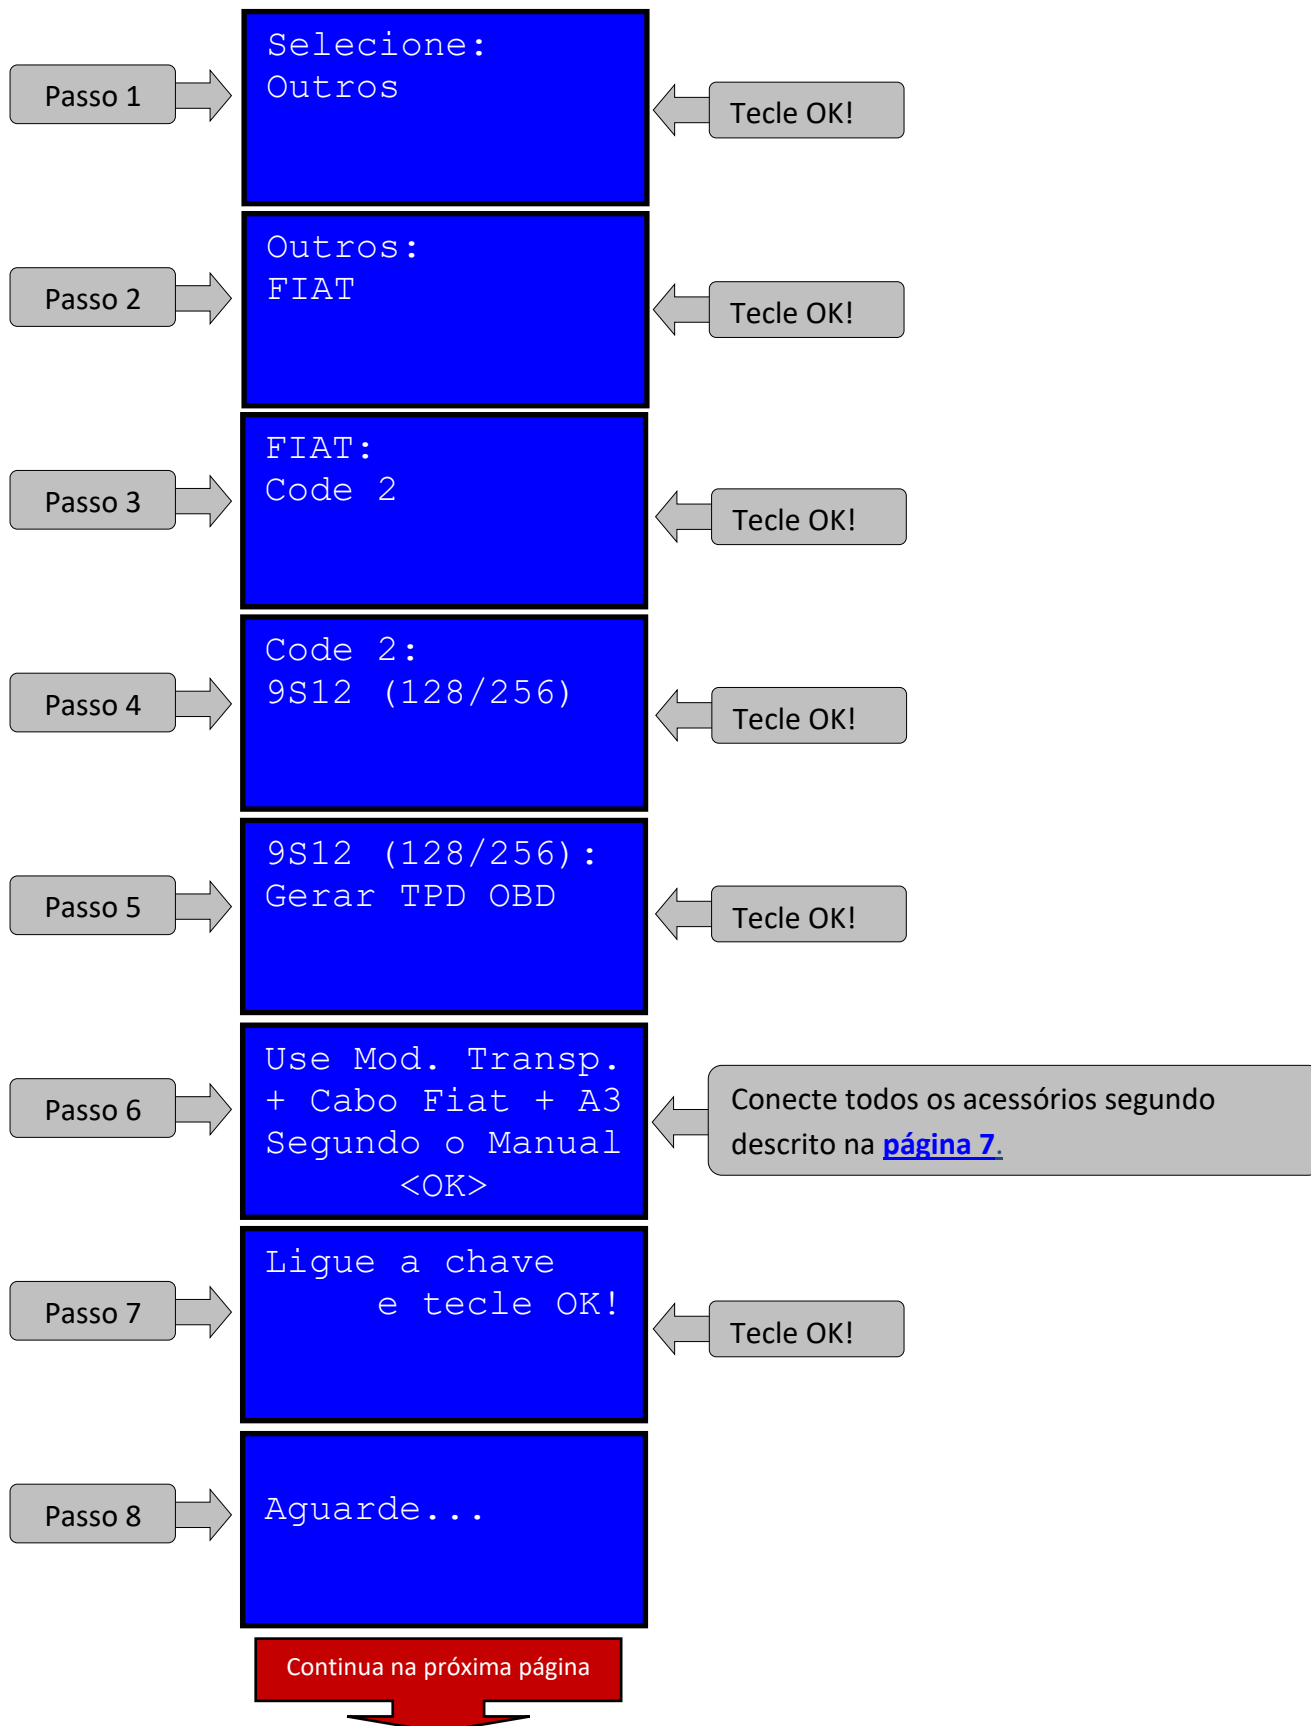 Passo 1
Selecione:
Outros
Tecle OK!
Passo 2
Outros:
FIAT
Tecle OK!
Passo 3
FIAT:
Code 2
Tecle OK!
Passo 4
Code 2:
9S12 (128/256)
Tecle OK!
Passo 5
9S12 (128/256):
Gerar TPD OBD
Tecle OK!
Passo 6
Use Mod. Transp.
+ Cabo Fiat + A3
Segundo o Manual
<OK>
Conecte todos os acessórios segundo
descrito na página 7.
Passo 7
Ligue a chave
e tecle OK!
Tecle OK!
Passo 8
Aguarde...
Continua na próxima página